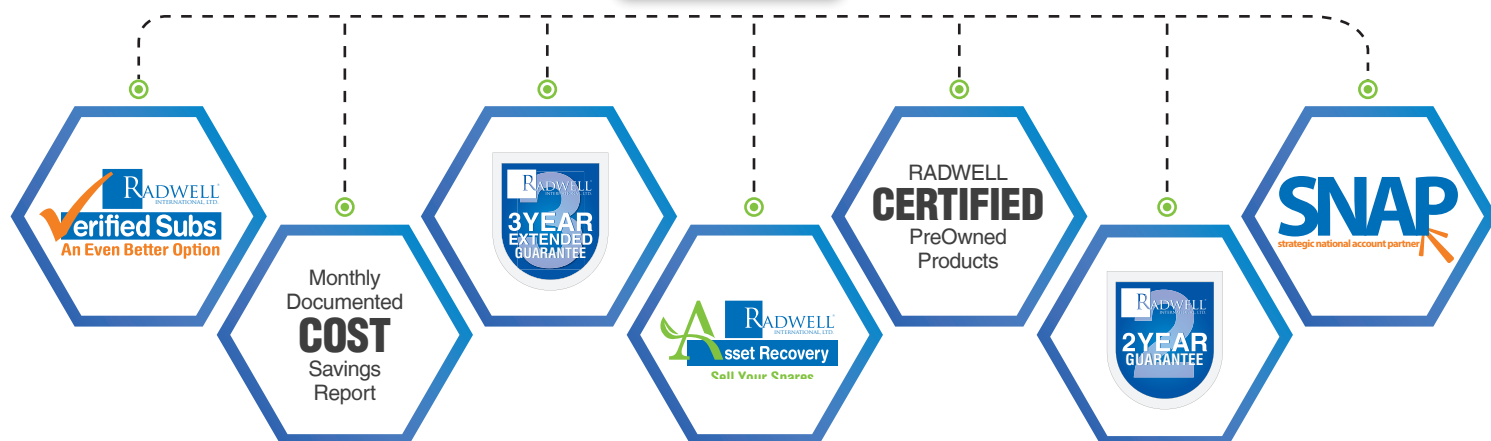 RADWELL
INTERNATIONAL LTD.
Verified Subs
An Even Better Option
Monthly
Documented
COST
Savings
Report
RADWELL
INTERNATIONAL LTD.
3
3YEAR
EXTENDED
GUARANTEE
RADWELL
INTERNATIONAL LTD.
Asset Recovery
Sell Your Spares
RADWELL
CERTIFIED
PreOwned
Products
RADWELL
INTERNATIONAL LTD.
2
2YEAR
GUARANTEE
SNAP
strategic national account partner